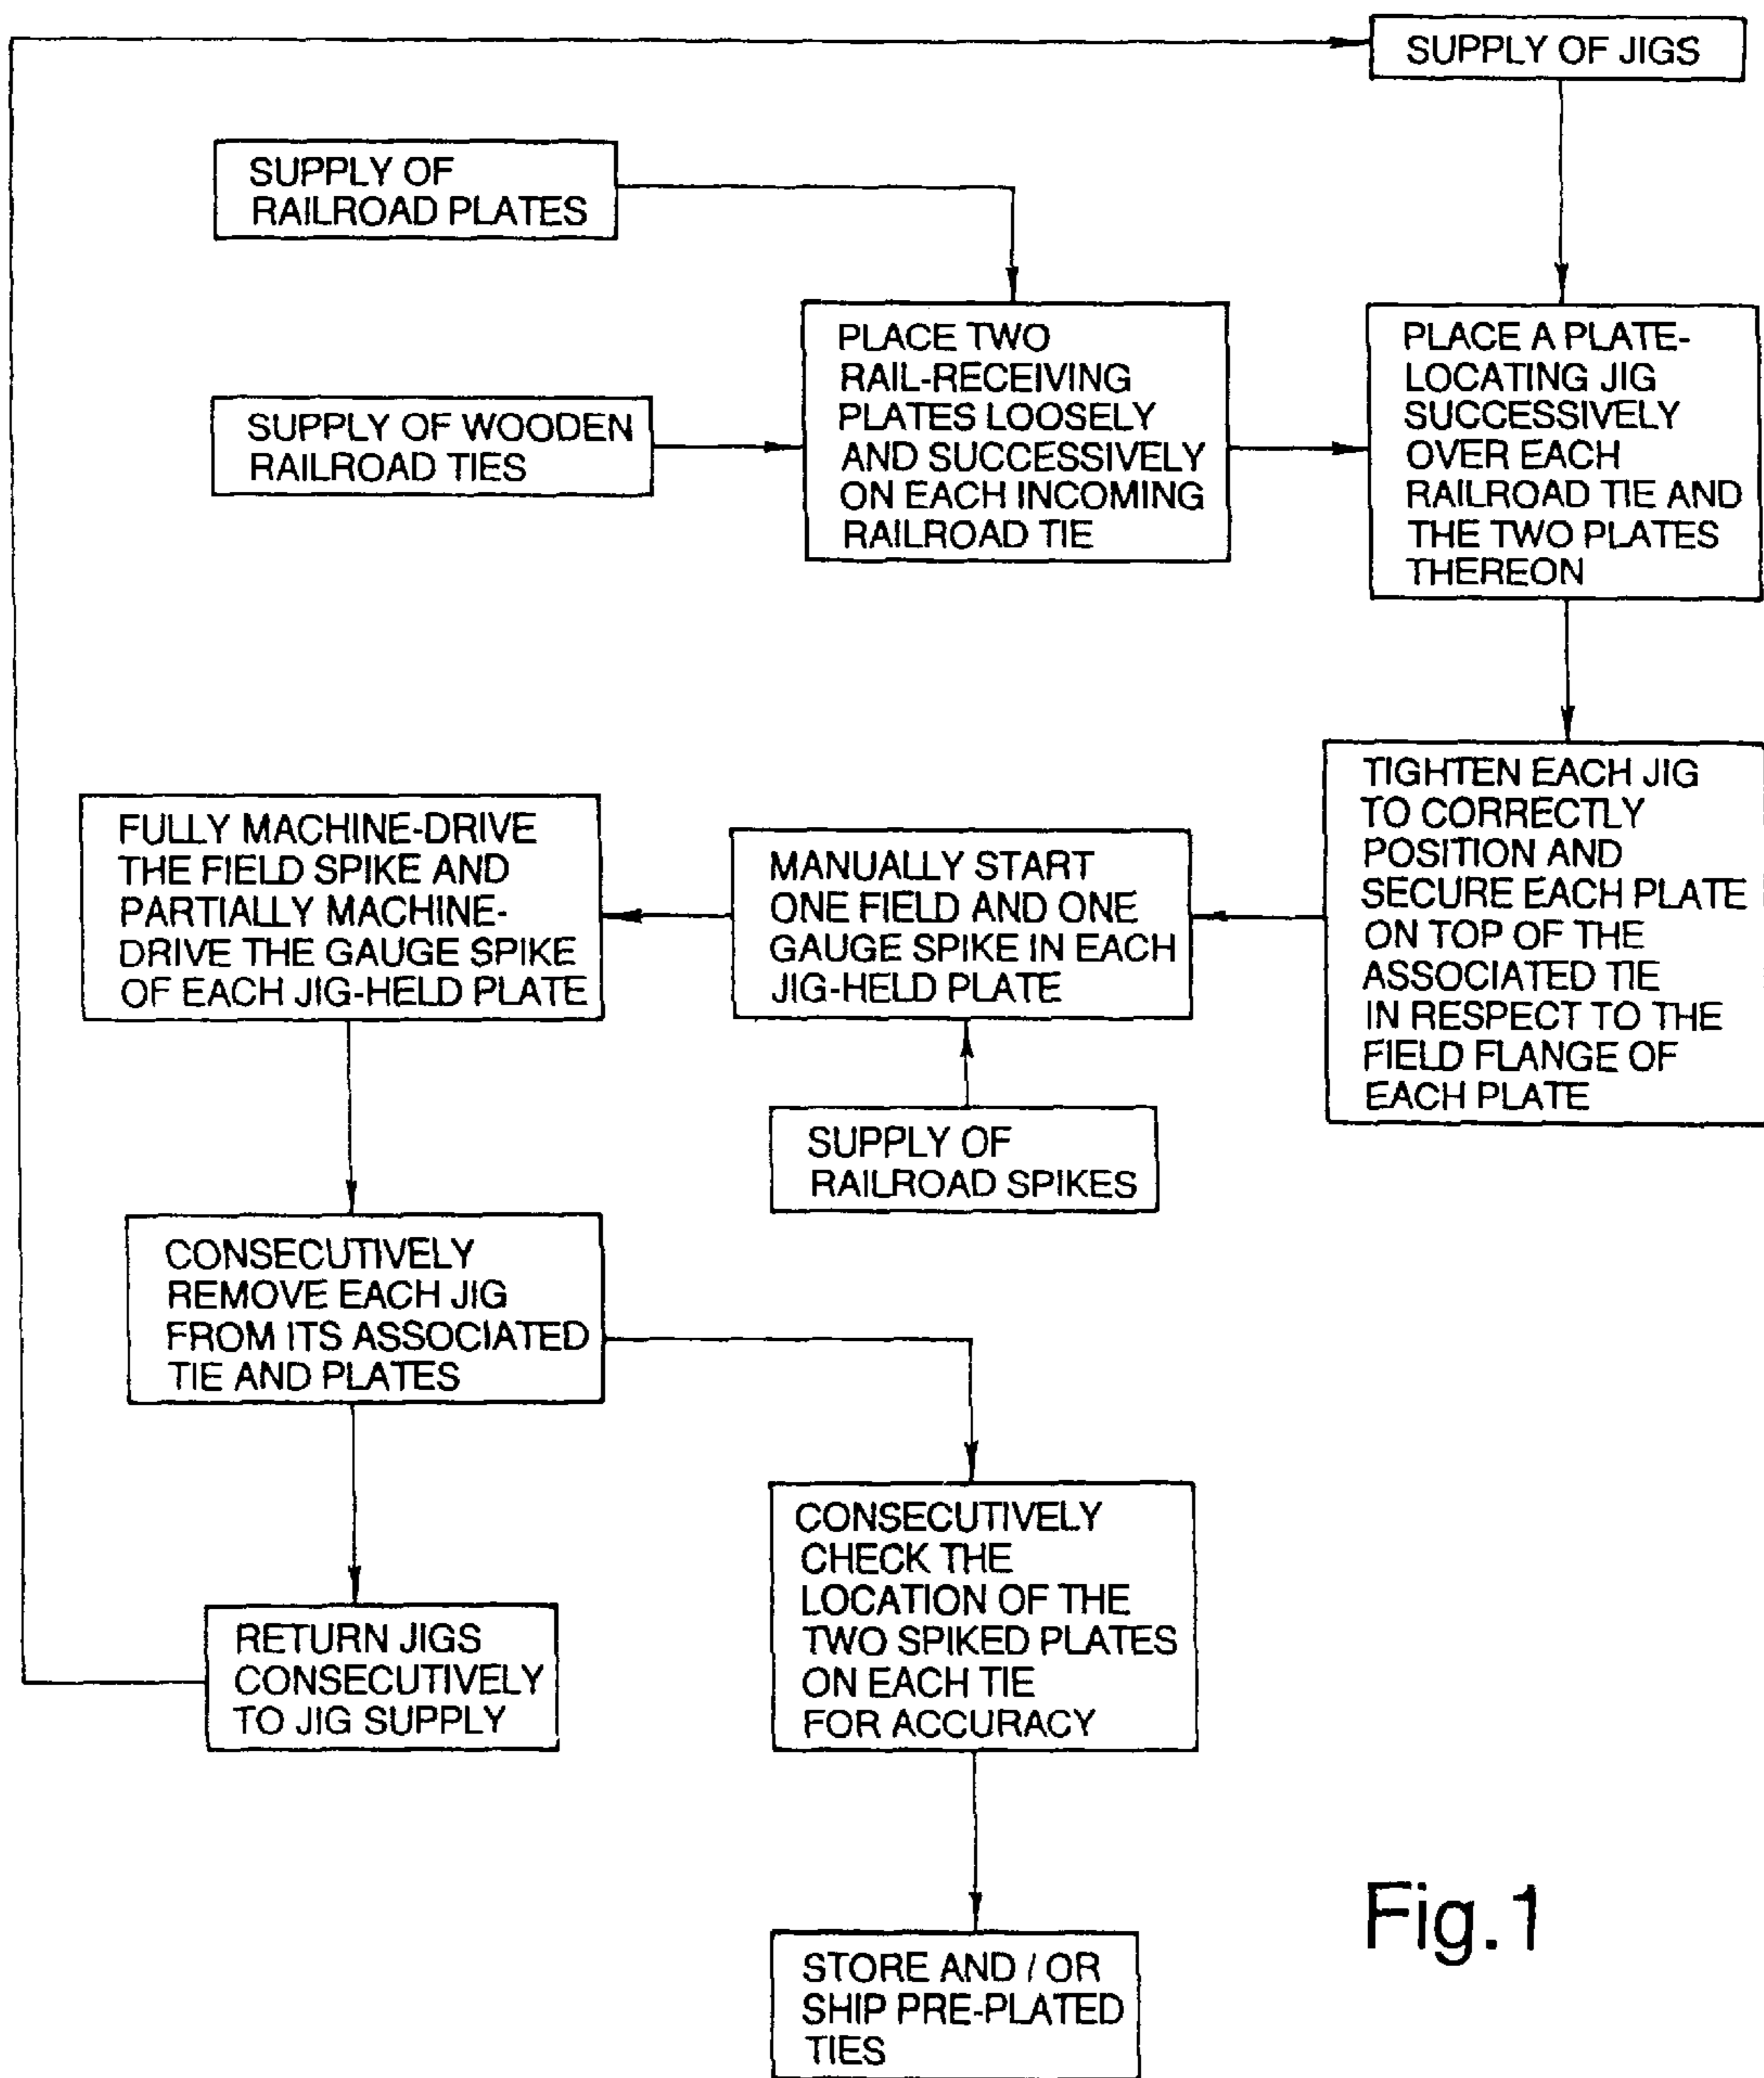 SUPPLY OF JIGS
SUPPLY OF
RAILROAD PLATES
SUPPLY OF WOODEN
RAILROAD TIES
PLACE TWO
RAIL-RECEIVING
PLATES LOOSELY
AND SUCCESSIVELY
ON EACH INCOMING
RAILROAD TIE
PLACE A PLATE-
LOCATING JIG
SUCCESSIVELY
OVER EACH
RAILROAD TIE AND
THE TWO PLATES
THEREON
TIGHTEN EACH JIG
TO CORRECTLY
POSITION AND
SECURE EACH PLATE
ON TOP OF THE
ASSOCIATED TIE
IN RESPECT TO THE
FIELD FLANGE OF
EACH PLATE
MANUALLY START
ONE FIELD AND ONE
GAUGE SPIKE IN EACH
JIG-HELD PLATE
SUPPLY OF
RAILROAD SPIKES
FULLY MACHINE-DRIVE
THE FIELD SPIKE AND
PARTIALLY MACHINE-
DRIVE THE GAUGE SPIKE
OF EACH JIG-HELD PLATE
CONSECUTIVELY
REMOVE EACH JIG
FROM ITS ASSOCIATED
TIE AND PLATES
RETURN JIGS
CONSECUTIVELY
TO JIG SUPPLY
CONSECUTIVELY
CHECK THE
LOCATION OF THE
TWO SPIKED PLATES
ON EACH TIE
FOR ACCURACY
STORE AND / OR
SHIP PRE-PLATED
TIES
Fig.1